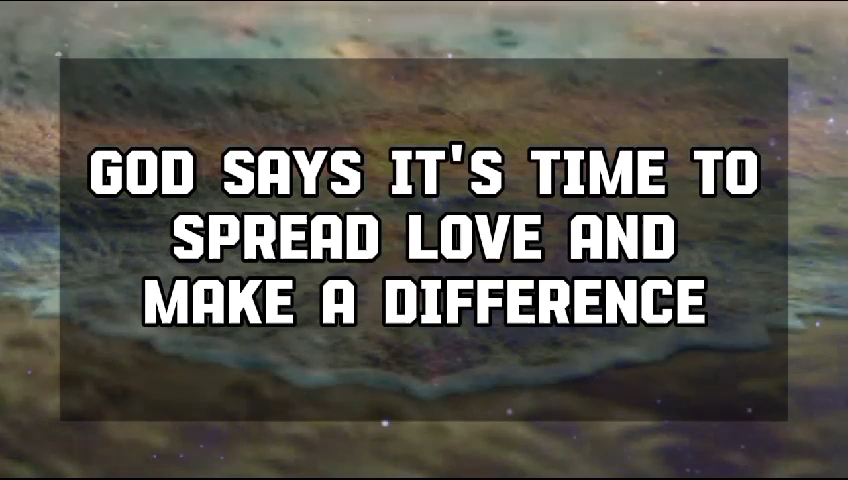 GOD SAYS IT'S TIME TO
SPREAD LOVE AND
MAKE A DIFFERENCE